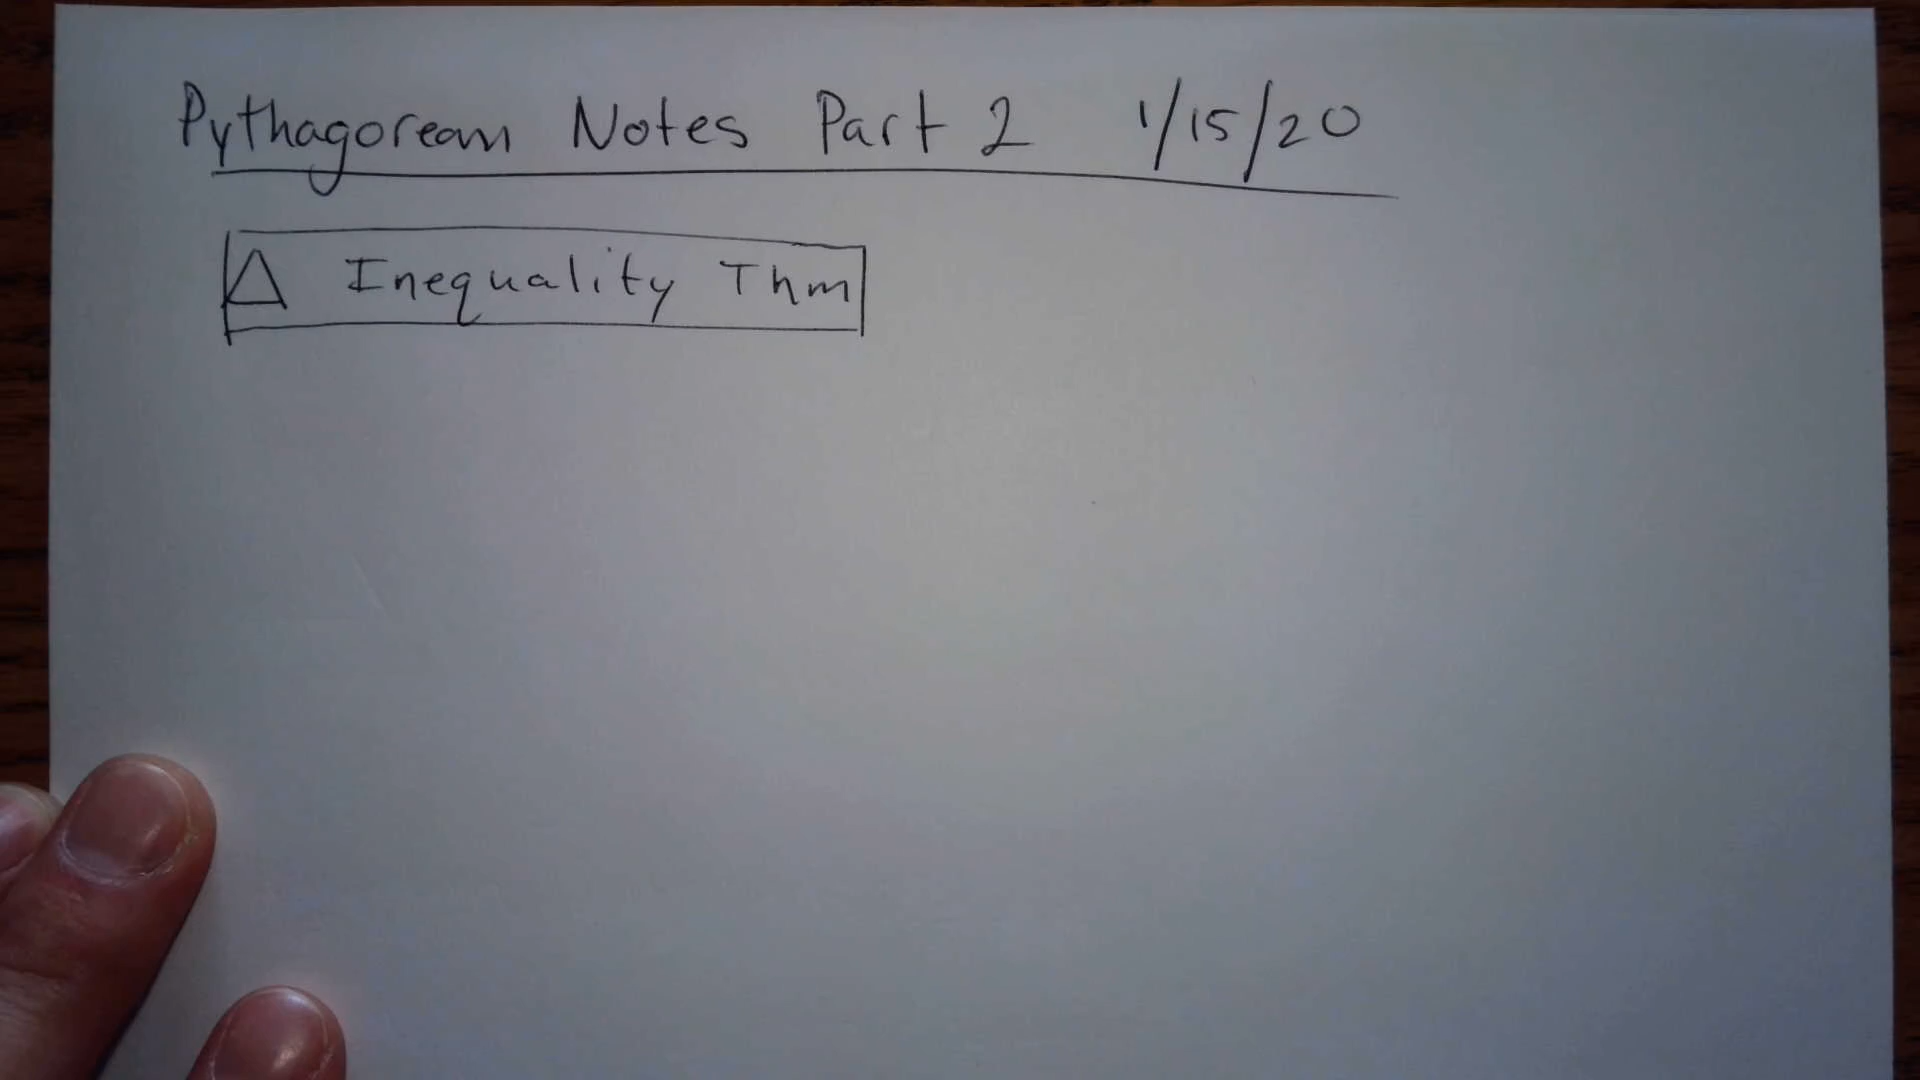 Pythagorean Notes Part 2 1/15/20
Δ Inequality Thm